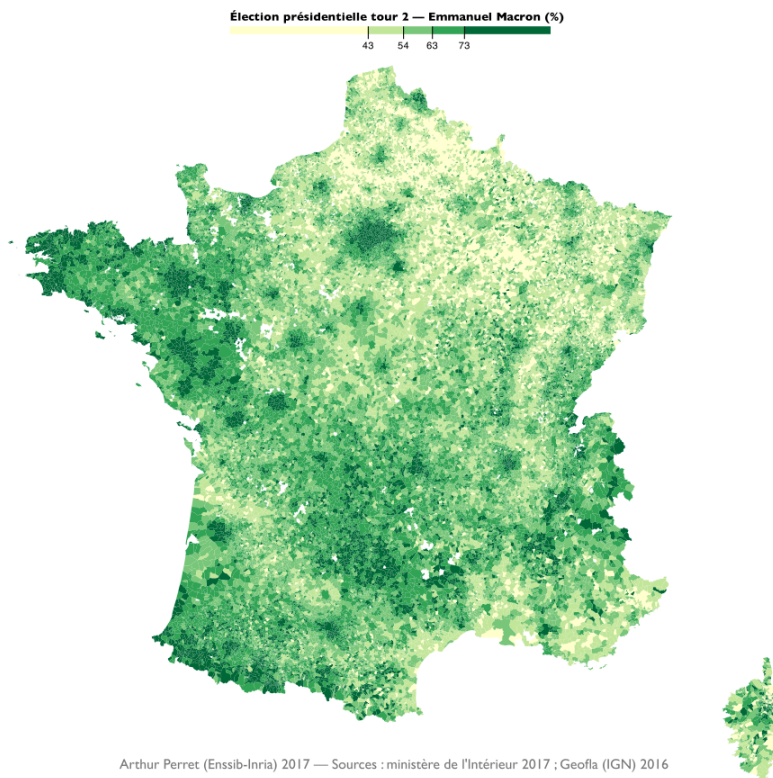 Élection présidentielle tour 2 — Emmanuel Macron (%)
43 54 63 73
Arthur Perret (Enssib-Inria) 2017 — Sources : ministère de l'Intérieur 2017 ; Geofla (IGN) 2016